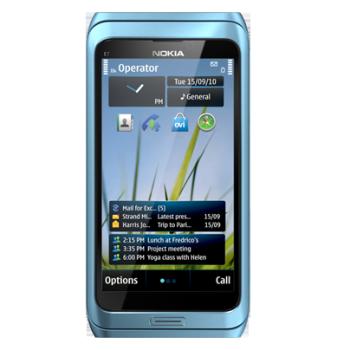 E7
NOKIA
Operator
D
Tue 15/09/10
General
PM
ovi
Mail for Exc... (5)
Strand Mi... Latest pres... 15/09
Harris Jo... Trip to Pari... 15/09
2:15 PM Lunch at Fredrico's
3:35 PM Project meeting
6:00 PM Yoga class with Helen
Options
Call